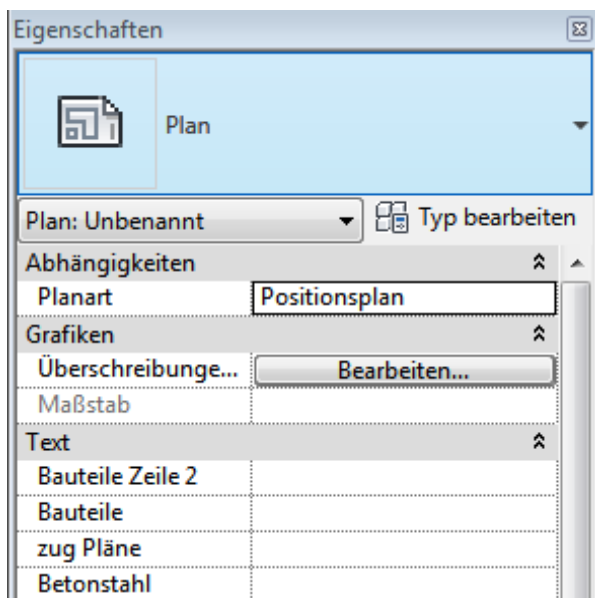 Eigenschaften
Plan
Plan: Unbenannt Typ bearbeiten
Abhängigkeiten
Planart Positionsplan
Grafiken
Überschreibunge... Bearbeiten...
Maßstab
Text
Bauteile Zeile 2
Bauteile
zug Pläne
Betonstahl